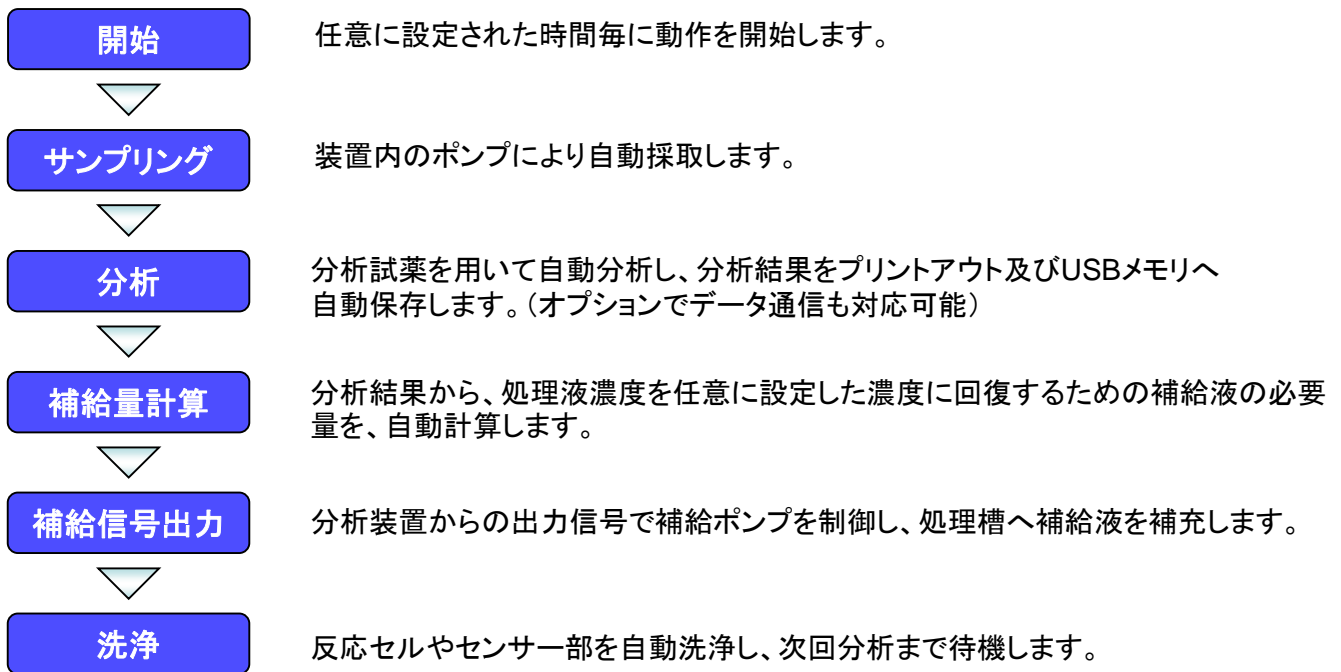 開始
任意に設定された時間毎に動作を開始します。
サンプリング
装置内のポンプにより自動採取します。
分析
分析試薬を用いて自動分析し、分析結果をプリントアウト及びUSBメモリへ
自動保存します。（オプションでデータ通信も対応可能）
補給量計算
分析結果から、処理液濃度を任意に設定した濃度に回復するための補給液の必要
量を、自動計算します。
補給信号出力
分析装置からの出力信号で補給ポンプを制御し、処理槽へ補給液を補充します。
洗浄
反応セルやセンサー部を自動洗浄し、次回分析まで待機します。